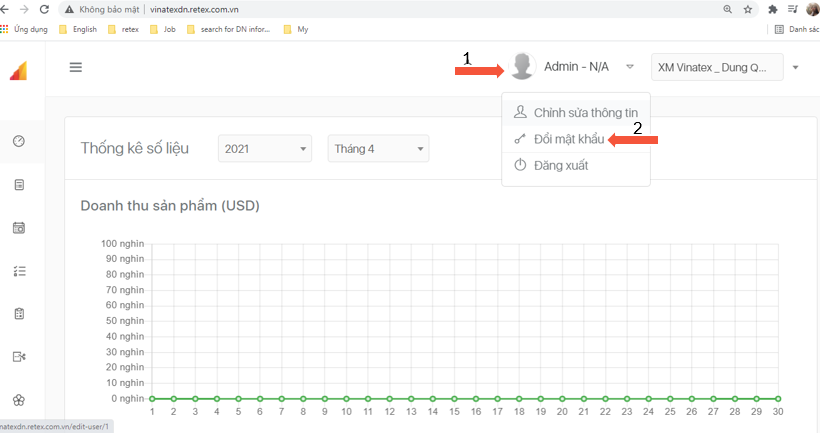 Không bảo mật | vinatexdn.retex.com.vn
Ứng dụng English retex Job search for DN infor... My Danh sác
1 Admin - N/A XM Vinatex _ Dung Q...
Chỉnh sửa thông tin
2
Đổi mật khẩu
Đăng xuất
Thống kê số liệu 2021 Tháng 4
Doanh thu sản phẩm (USD)
100 nghìn
90 nghìn
80 nghìn
70 nghìn
60 nghìn
50 nghìn
40 nghìn
30 nghìn
20 nghìn
10 nghìn
0 nghìn
1 2 3 4 5 6 7 8 9 10 11 12 13 14 15 16 17 18 19 20 21 22 23 24 25 26 27 28 29 30
natexdn.retex.com.vn/edit-user/1